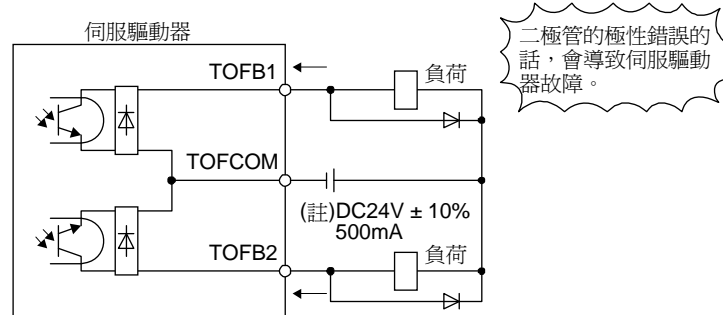 伺服驅動器
二極管的極性錯誤的
話，會導致伺服驅動
器故障。
TOFB1
負荷
TOFCOM
(註)DC24V ± 10%
500mA
TOFB2
負荷